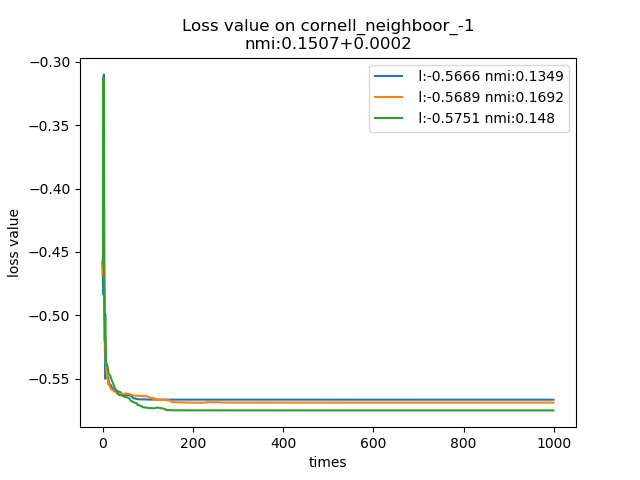 Loss value on cornell_neighboor_-1
nmi:0.1507+0.0002
l:-0.5666 nmi:0.1349
l:-0.5689 nmi:0.1692
l:-0.5751 nmi:0.148
loss value
−0.30
−0.35
−0.40
−0.45
−0.50
−0.55
0 200 400 600 800 1000
times